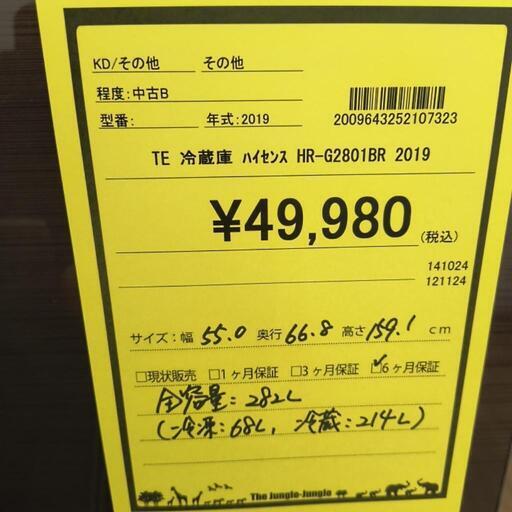 KD/その他 その他
程度:中古B
型番: 年式:2019
2009643252107323
TE 冷蔵庫 ﾊｲｾﾝｽ HR-G2801BR 2019
¥49,980 (税込)
141024
121124
サイズ:幅 55.0 奥行 66.8 高さ 159.1 cm
□現状販売 □1ヶ月保証 □3ヶ月保証 ☑6ヶ月保証
全容量:282L
(冷凍:68L, 冷蔵:214L)
The Jungle-Jungle